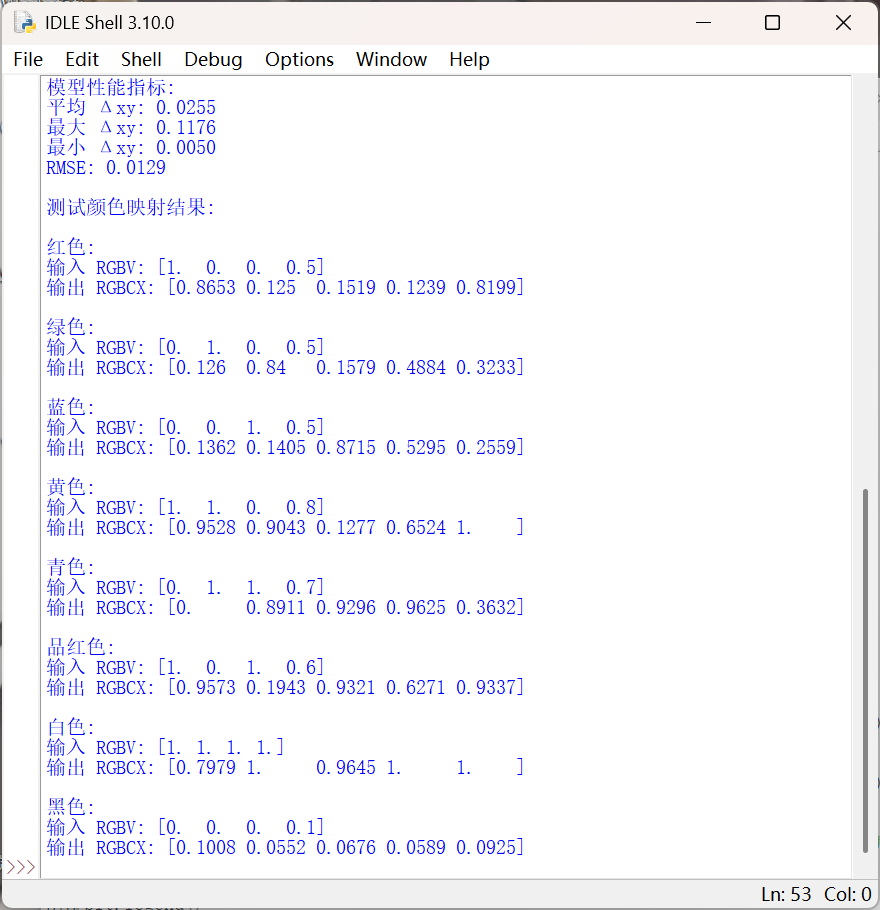 IDLE Shell 3.10.0
File Edit Shell Debug Options Window Help
模型性能指标:
平均 Δxy: 0.0255
最大 Δxy: 0.1176
最小 Δxy: 0.0050
RMSE: 0.0129
测试颜色映射结果:
红色:
输入 RGBV: [1.  0.  0.  0.5]
输出 RGBCX: [0.8653 0.125  0.1519 0.1239 0.8199]
绿色:
输入 RGBV: [0.  1.  0.  0.5]
输出 RGBCX: [0.126  0.84   0.1579 0.4884 0.3233]
蓝色:
输入 RGBV: [0.  0.  1.  0.5]
输出 RGBCX: [0.1362 0.1405 0.8715 0.5295 0.2559]
黄色:
输入 RGBV: [1.  1.  0.  0.8]
输出 RGBCX: [0.9528 0.9043 0.1277 0.6524 1.    ]
青色:
输入 RGBV: [0.  1.  1.  0.7]
输出 RGBCX: [0.     0.8911 0.9296 0.9625 0.3632]
品红色:
输入 RGBV: [1.  0.  1.  0.6]
输出 RGBCX: [0.9573 0.1943 0.9321 0.6271 0.9337]
白色:
输入 RGBV: [1. 1. 1. 1.]
输出 RGBCX: [0.7979 1.     0.9645 1.     1.    ]
黑色:
输入 RGBV: [0.  0.  0.  0.1]
输出 RGBCX: [0.1008 0.0552 0.0676 0.0589 0.0925]
>>>
Ln: 53 Col: 0